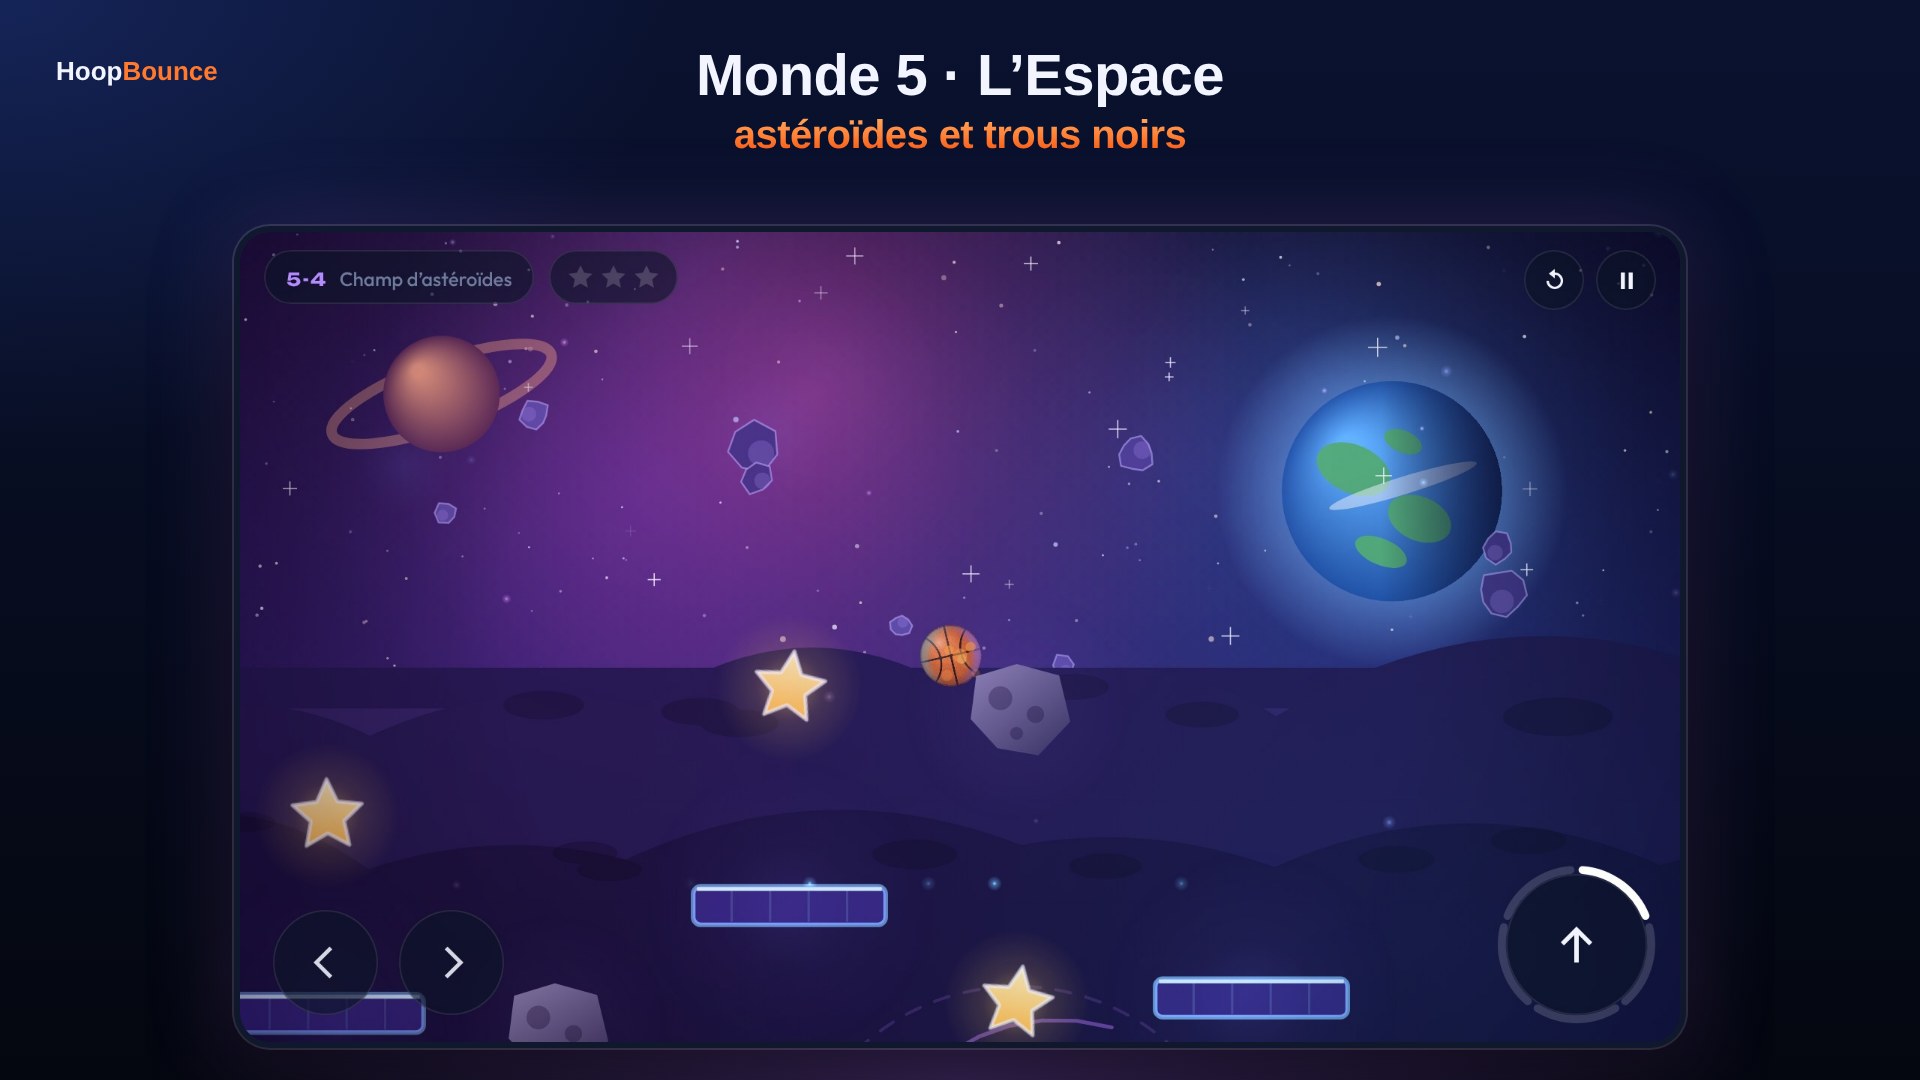 HoopBounce
Monde 5 · L’Espace
astéroïdes et trous noirs
5-4 Champ d’astéroïdes